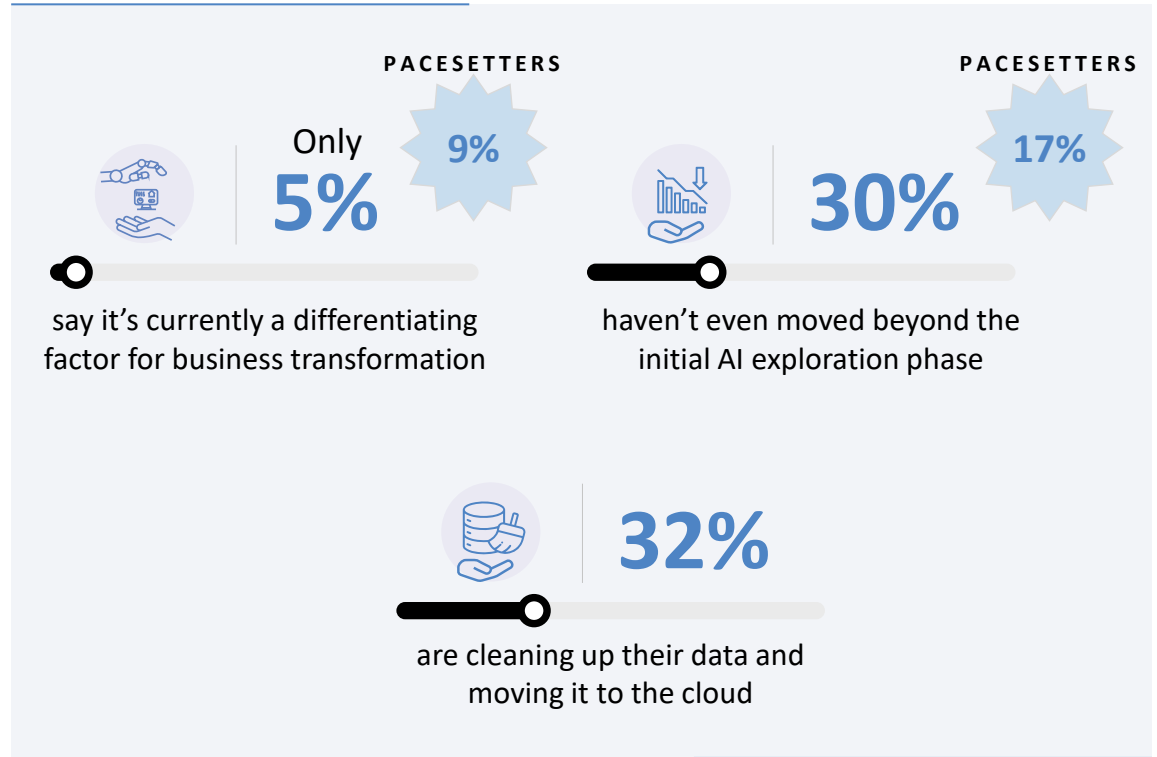 PACESETTERS
9%
Only
5%
say it’s currently a differentiating
factor for business transformation
PACESETTERS
17%
30%
haven’t even moved beyond the
initial AI exploration phase
32%
are cleaning up their data and
moving it to the cloud